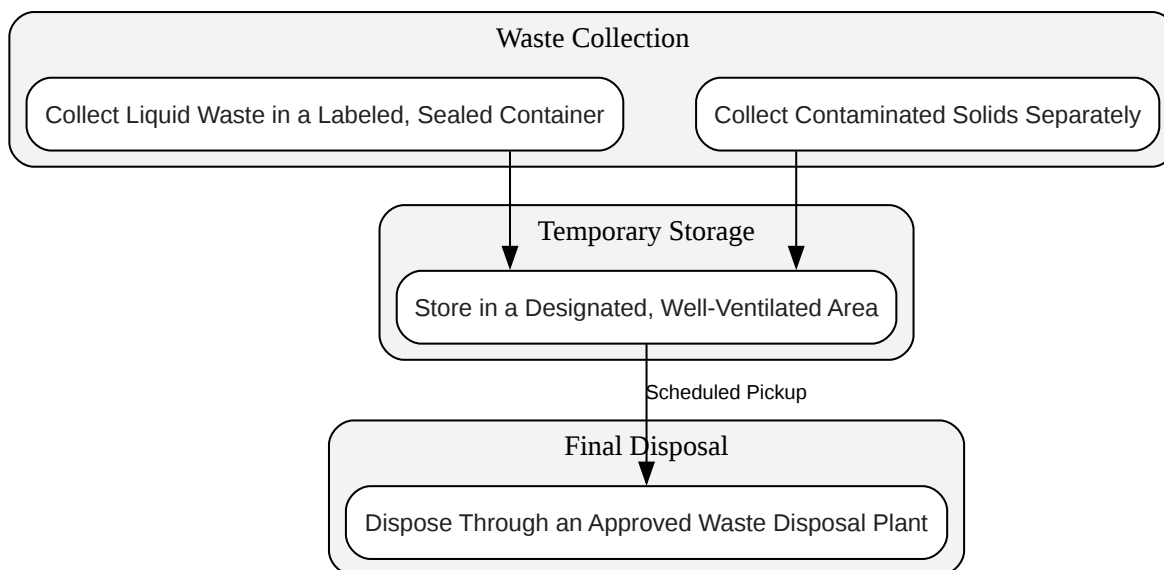 Waste Collection
Collect Liquid Waste in a Labeled, Sealed Container
Collect Contaminated Solids Separately
Temporary Storage
Store in a Designated, Well-Ventilated Area
Scheduled Pickup
Final Disposal
Dispose Through an Approved Waste Disposal Plant